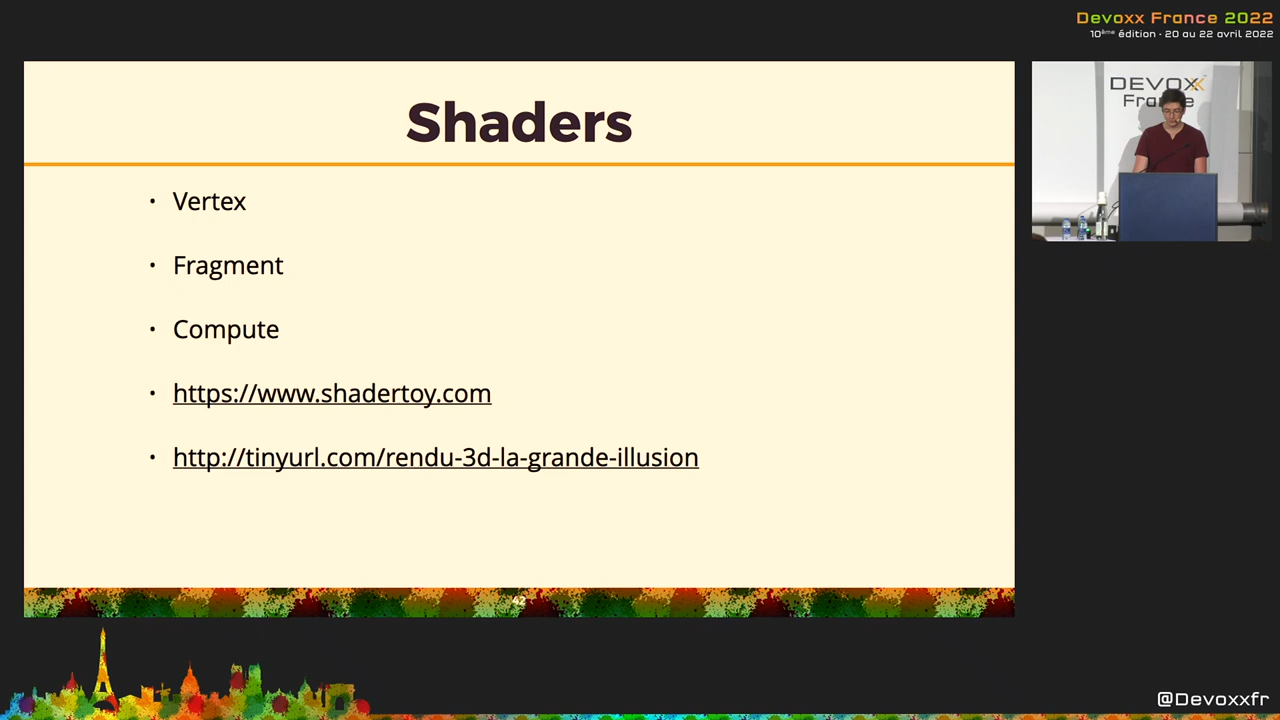 Devoxx France 2022
10ème édition - 20 au 22 avril 2022
Shaders
• Vertex
• Fragment
• Compute
• https://www.shadertoy.com
• http://tinyurl.com/rendu-3d-la-grande-illusion
42
DEVOXX
France
@Devoxxfr